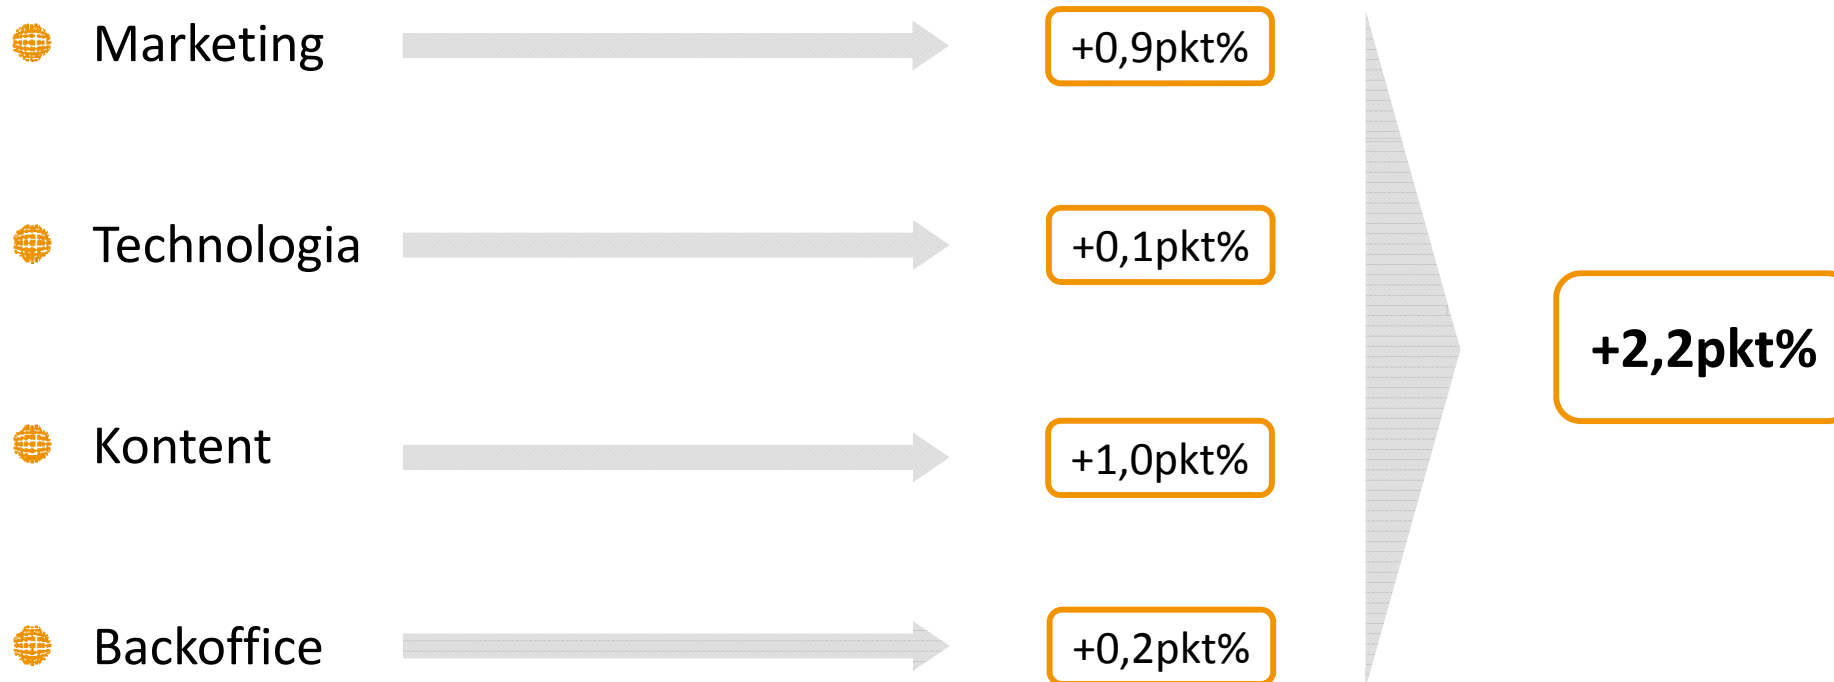 Marketing
+0,9pkt%
Technologia
+0,1pkt%
+2,2pkt%
Kontent
+1,0pkt%
Backoffice
+0,2pkt%